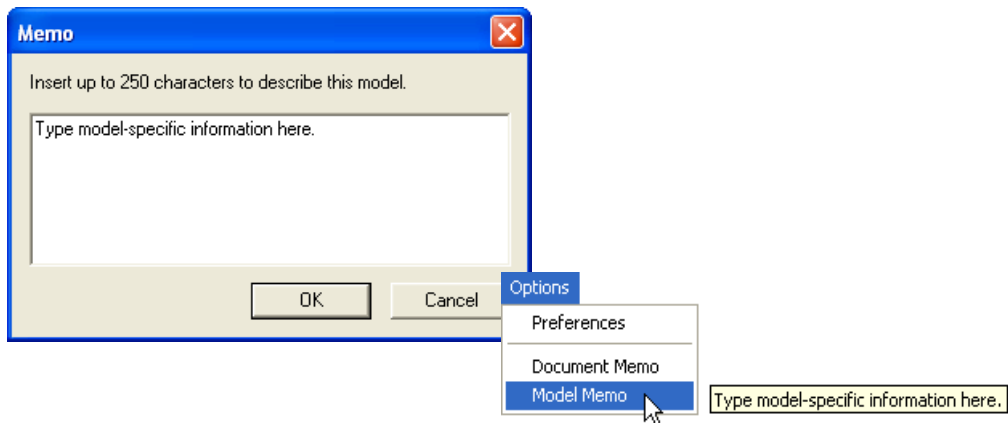 Memo
Insert up to 250 characters to describe this model.
Type model-specific information here.
OK
Cancel
Options
Preferences
Document Memo
Model Memo
Type model-specific information here.